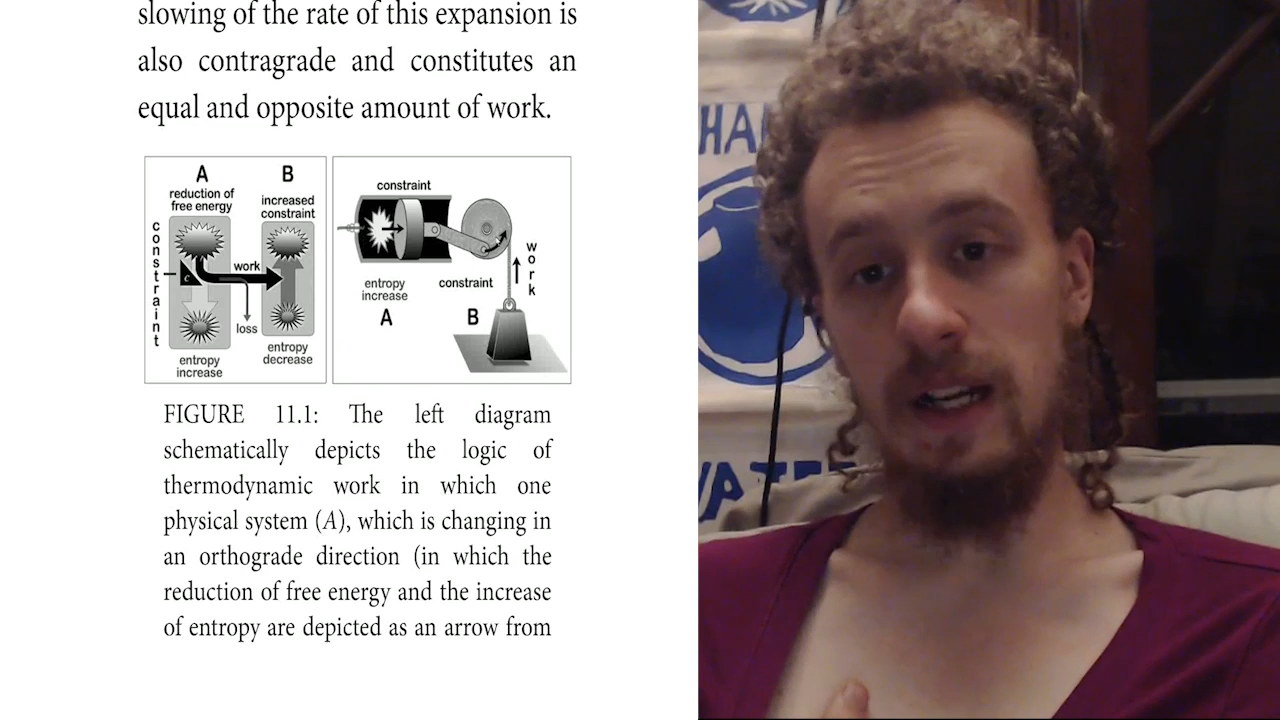 slowing of the rate of this expansion is
also contragrade and constitutes an
equal and opposite amount of work.
A
reduction of
free energy
B
increased
constraint
constraint
c
work
loss
entropy
increase
entropy
decrease
constraint
entropy
increase
A
constraint
B
work
FIGURE 11.1: The left diagram
schematically depicts the logic of
thermodynamic work in which one
physical system (A), which is changing in
an orthograde direction (in which the
reduction of free energy and the increase
of entropy are depicted as an arrow from